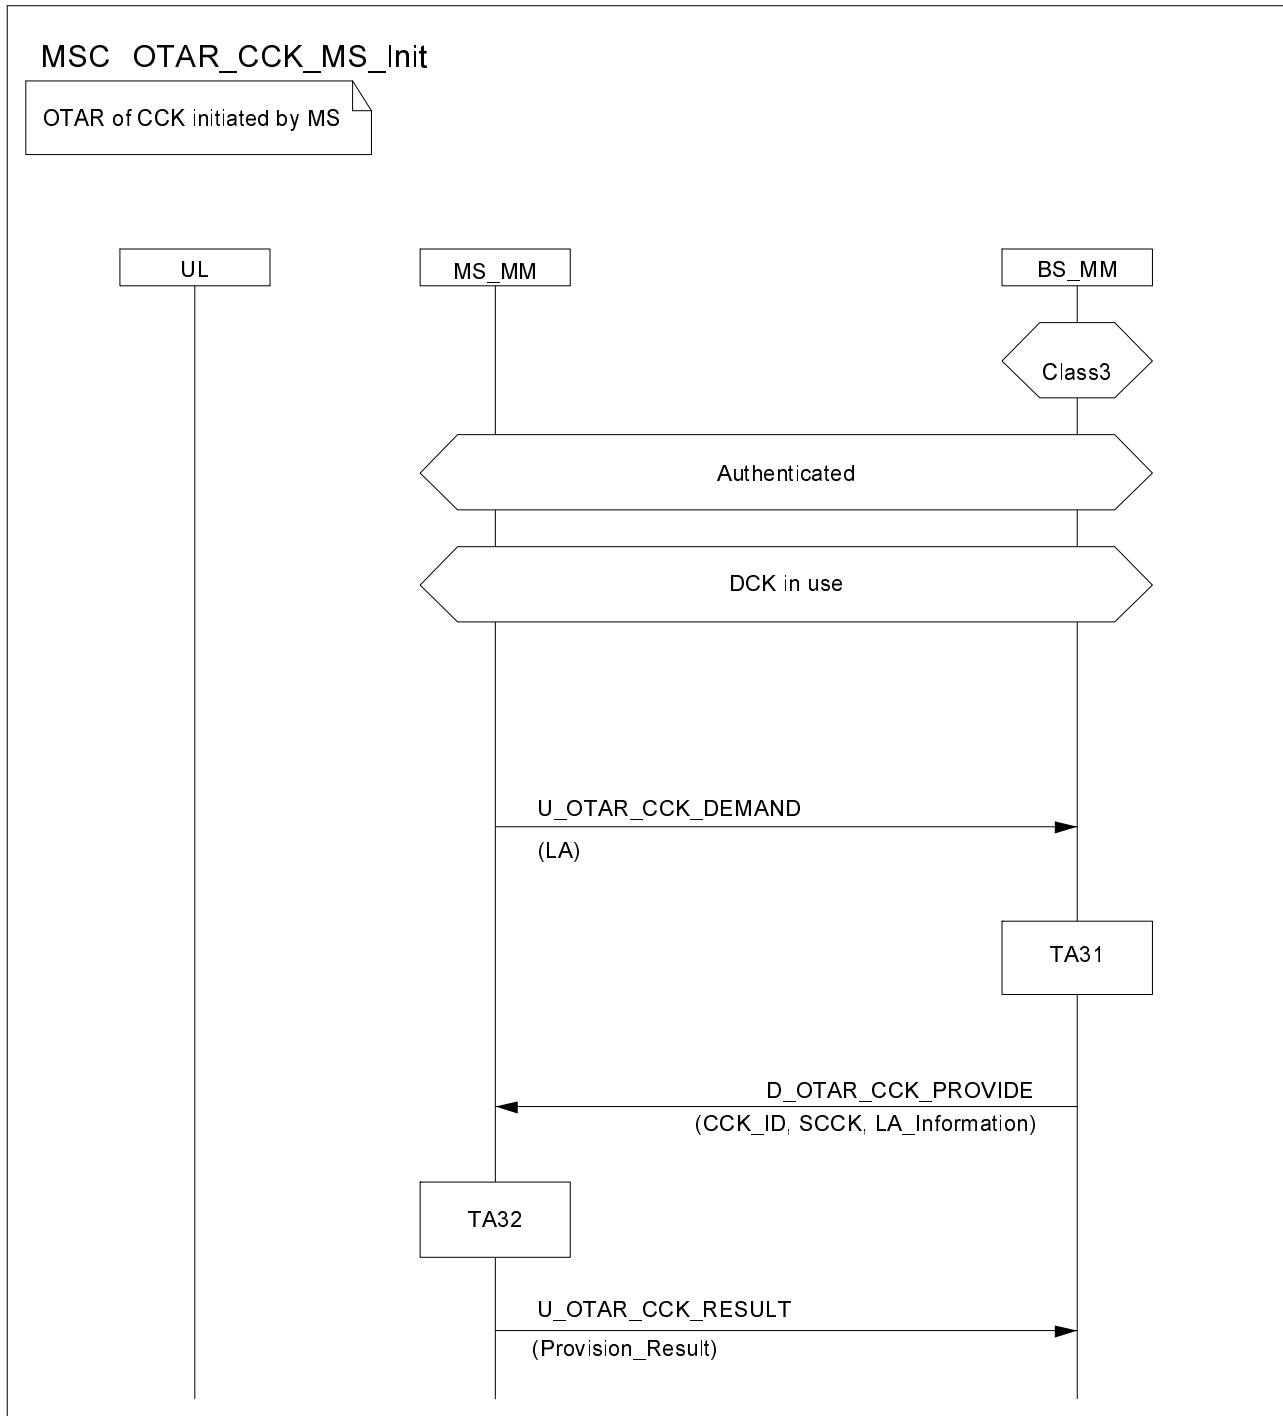 MSC OTAR_CCK_MS_Init
OTAR of CCK initiated by MS
UL
MS_MM
BS_MM
Class3
Authenticated
DCK in use
U_OTAR_CCK_DEMAND
(LA)
TA31
D_OTAR_CCK_PROVIDE
(CCK_ID, SCCK, LA_Information)
TA32
U_OTAR_CCK_RESULT
(Provision_Result)